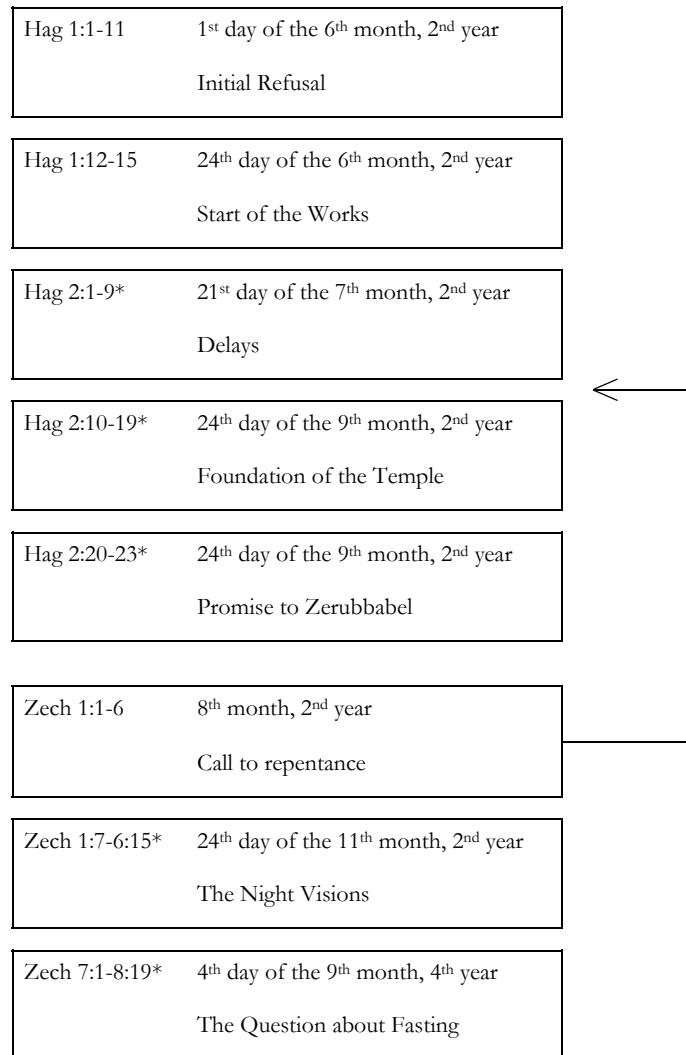 Hag 1:1-11 1st day of the 6th month, 2nd year
Initial Refusal
Hag 1:12-15 24th day of the 6th month, 2nd year
Start of the Works
Hag 2:1-9* 21st day of the 7th month, 2nd year
Delays
Hag 2:10-19* 24th day of the 9th month, 2nd year
Foundation of the Temple
Hag 2:20-23* 24th day of the 9th month, 2nd year
Promise to Zerubbabel
Zech 1:1-6 8th month, 2nd year
Call to repentance
Zech 1:7-6:15* 24th day of the 11th month, 2nd year
The Night Visions
Zech 7:1-8:19* 4th day of the 9th month, 4th year
The Question about Fasting